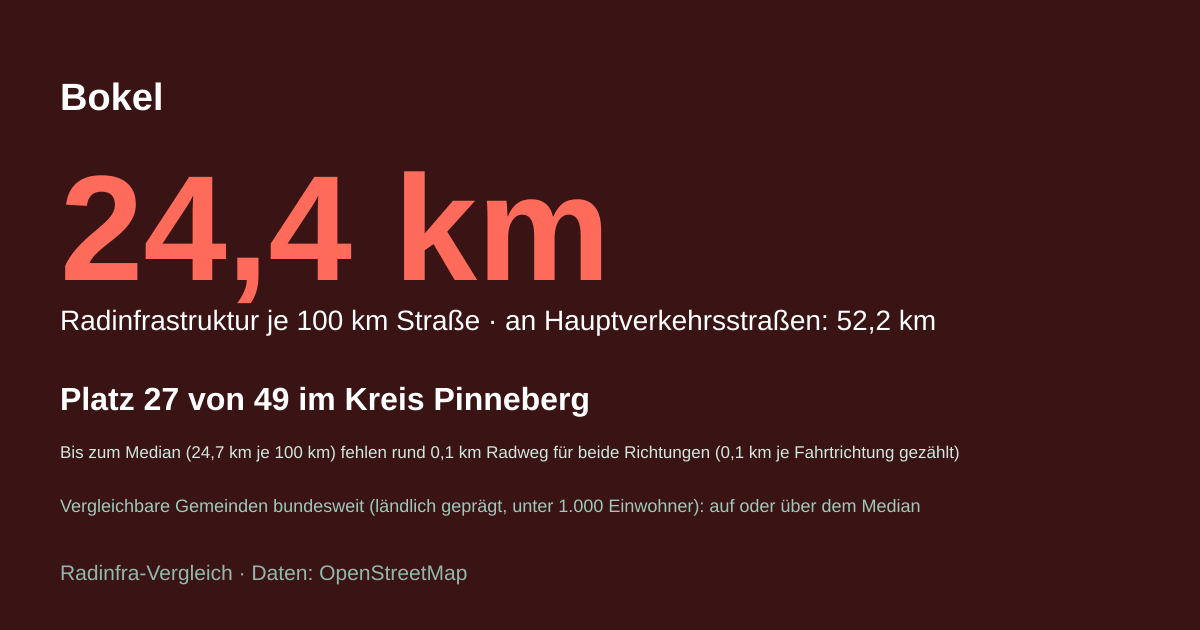 Bokel
24,4 km
Radinfrastruktur je 100 km Straße · an Hauptverkehrsstraßen: 52,2 km
Platz 27 von 49 im Kreis Pinneberg
Bis zum Median (24,7 km je 100 km) fehlen rund 0,1 km Radweg für beide Richtungen (0,1 km je Fahrtrichtung gezählt)
Vergleichbare Gemeinden bundesweit (ländlich geprägt, unter 1.000 Einwohner): auf oder über dem Median
Radinfra-Vergleich · Daten: OpenStreetMap